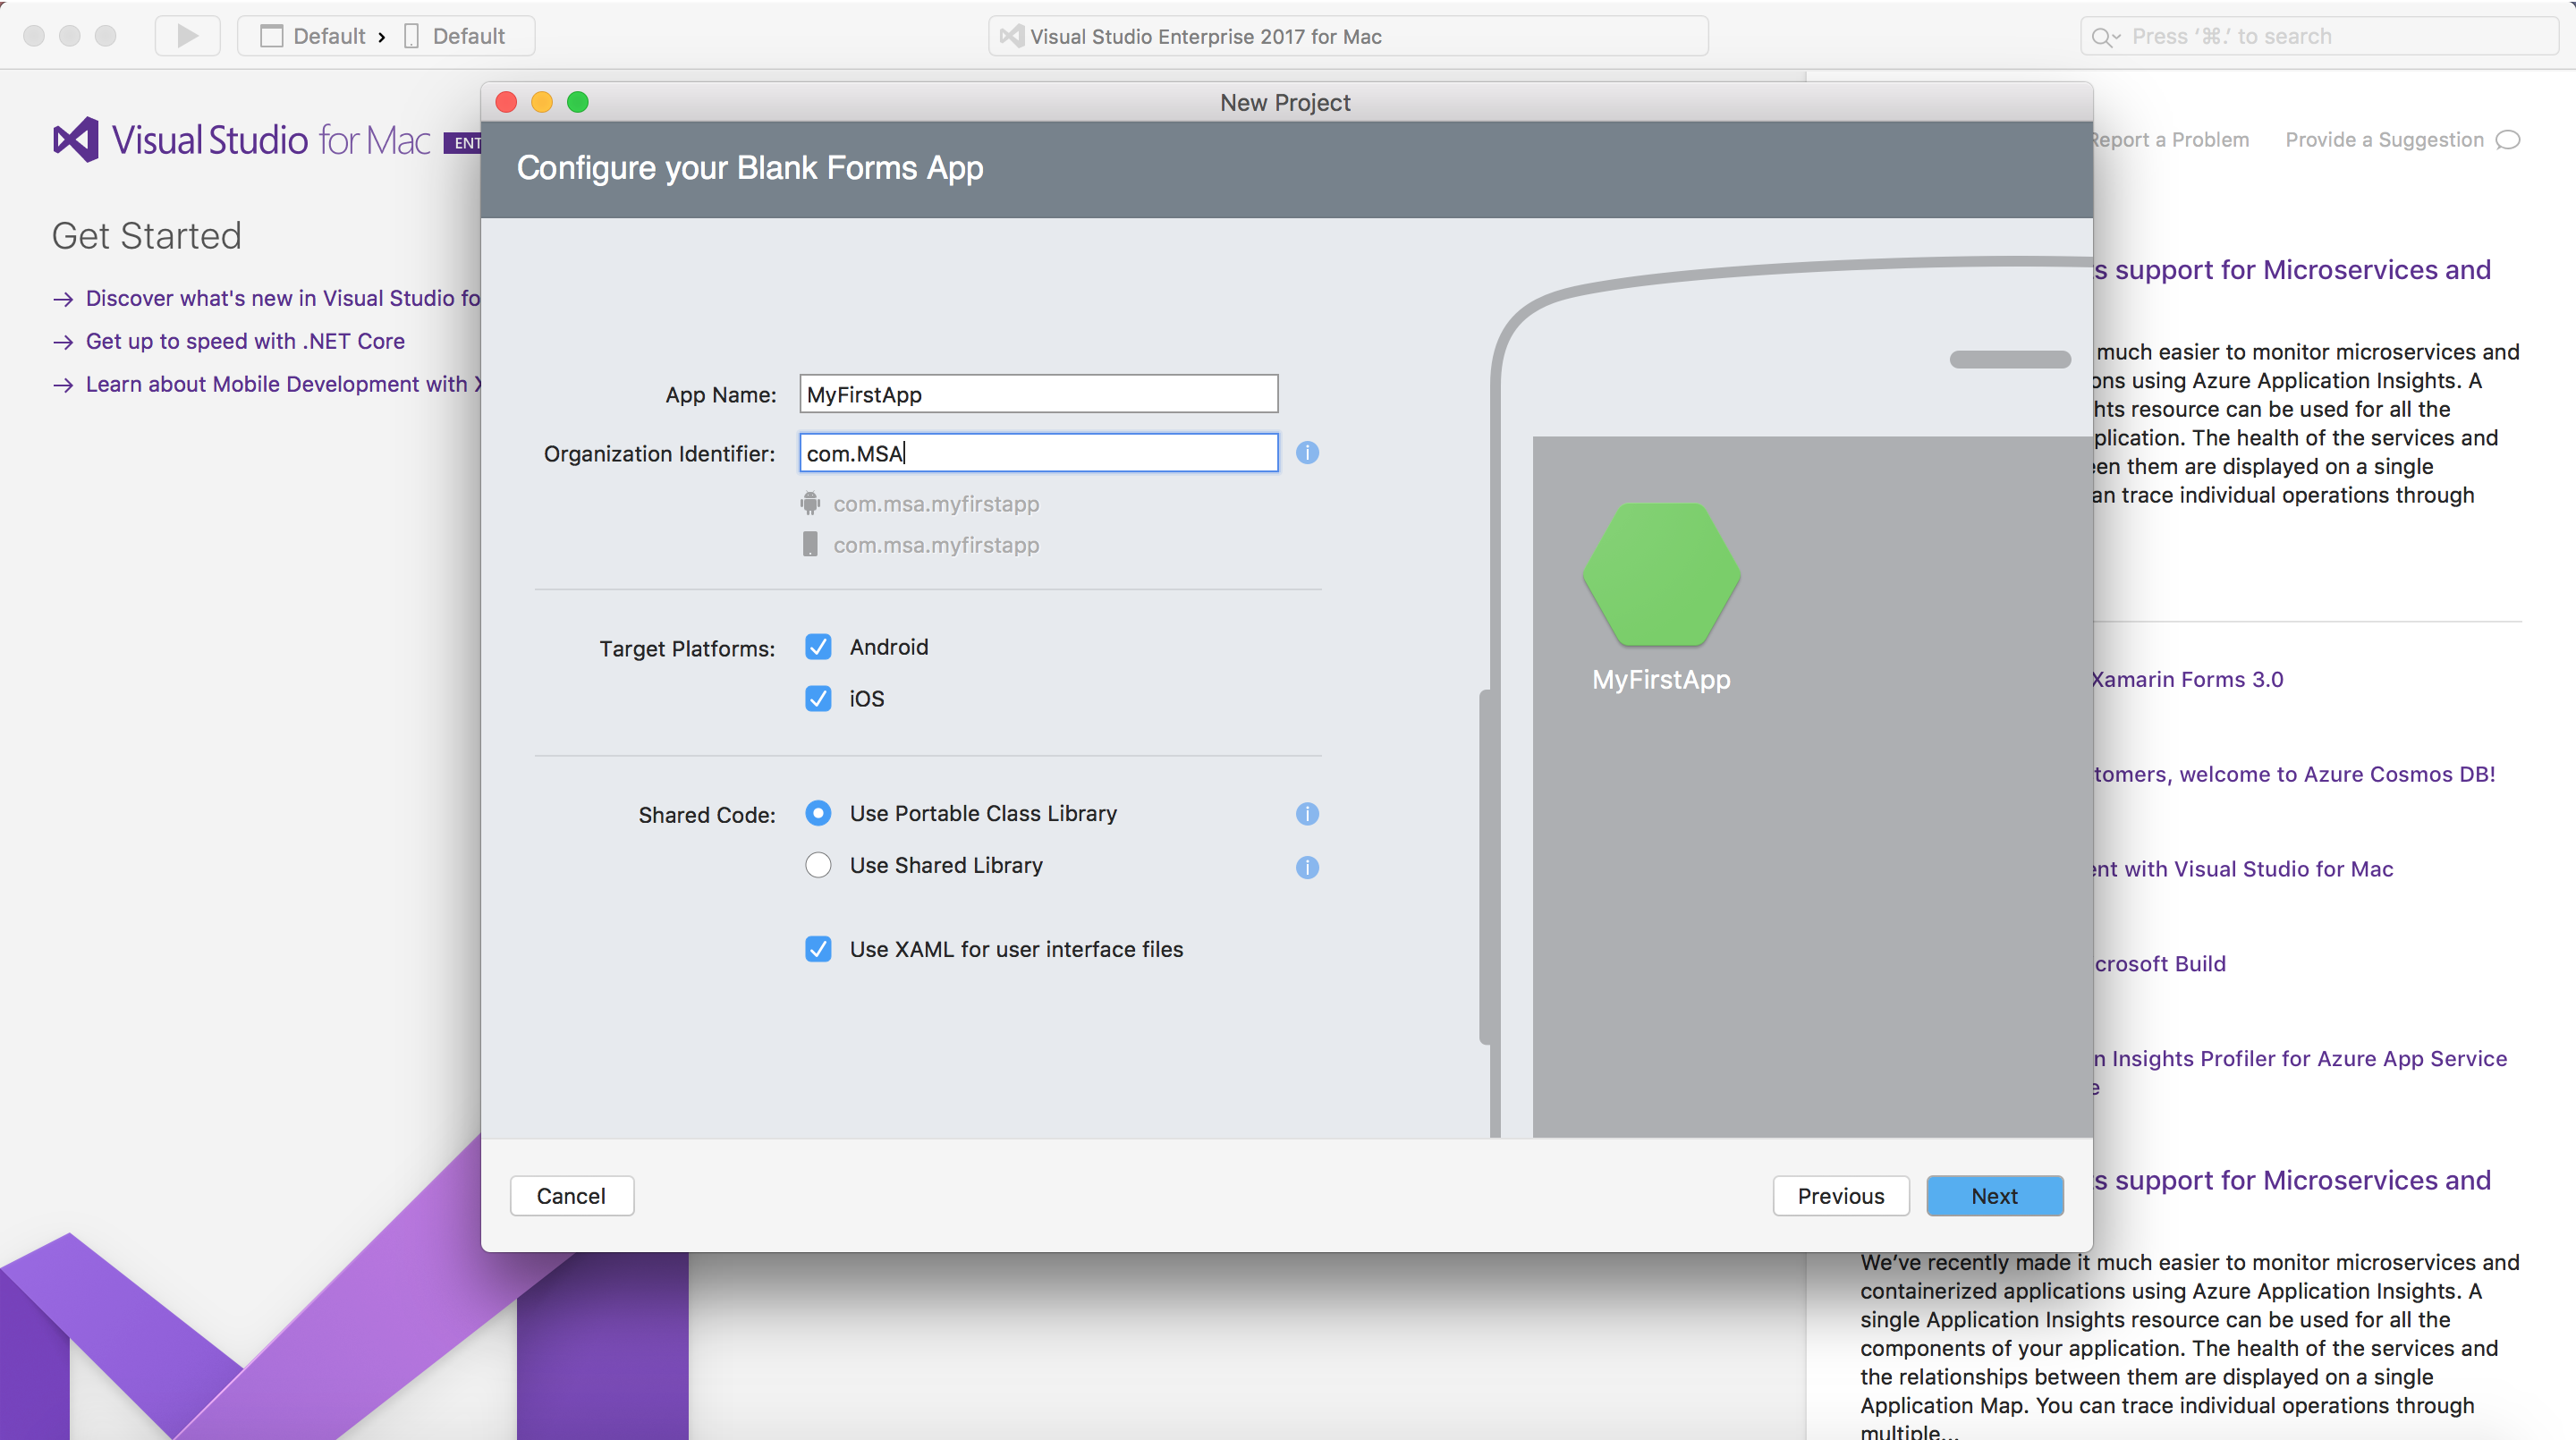 Default › Default
Visual Studio Enterprise 2017 for Mac
Press ‘⌘.’ to search
New Project
Visual Studio for Mac ENT
Report a Problem
Provide a Suggestion
Configure your Blank Forms App
Get Started
Discover what's new in Visual Studio fo
Get up to speed with .NET Core
Learn about Mobile Development with X
App Name: MyFirstApp
Organization Identifier: com.MSA
com.msa.myfirstapp
com.msa.myfirstapp
Target Platforms: Android
iOS
Shared Code: Use Portable Class Library
Use Shared Library
Use XAML for user interface files
MyFirstApp
Cancel
Previous
Next
s support for Microservices and
much easier to monitor microservices and
ons using Azure Application Insights. A
hts resource can be used for all the
plication. The health of the services and
en them are displayed on a single
an trace individual operations through
Xamarin Forms 3.0
tomers, welcome to Azure Cosmos DB!
nt with Visual Studio for Mac
crosoft Build
n Insights Profiler for Azure App Service
e
s support for Microservices and
We’ve recently made it much easier to monitor microservices and
containerized applications using Azure Application Insights. A
single Application Insights resource can be used for all the
components of your application. The health of the services and
the relationships between them are displayed on a single
Application Map. You can trace individual operations through
multiple...